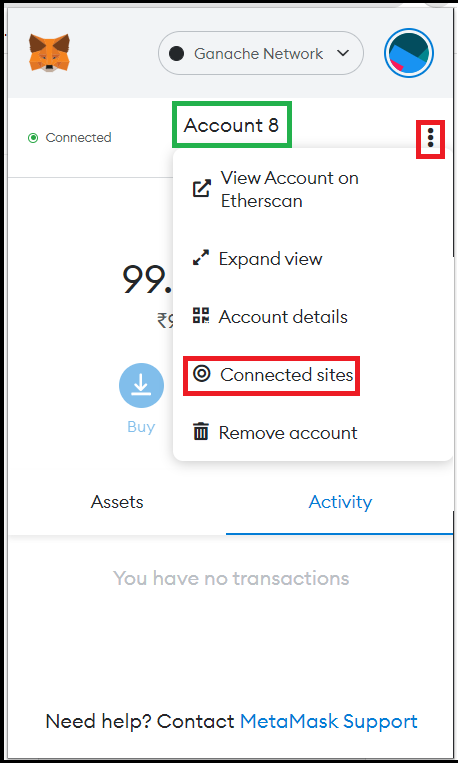 Ganache Network
Connected
Account 8
View Account on
Etherscan
Expand view
Account details
Connected sites
Remove account
99.
₹9
Buy
Assets
Activity
You have no transactions
Need help? Contact MetaMask Support